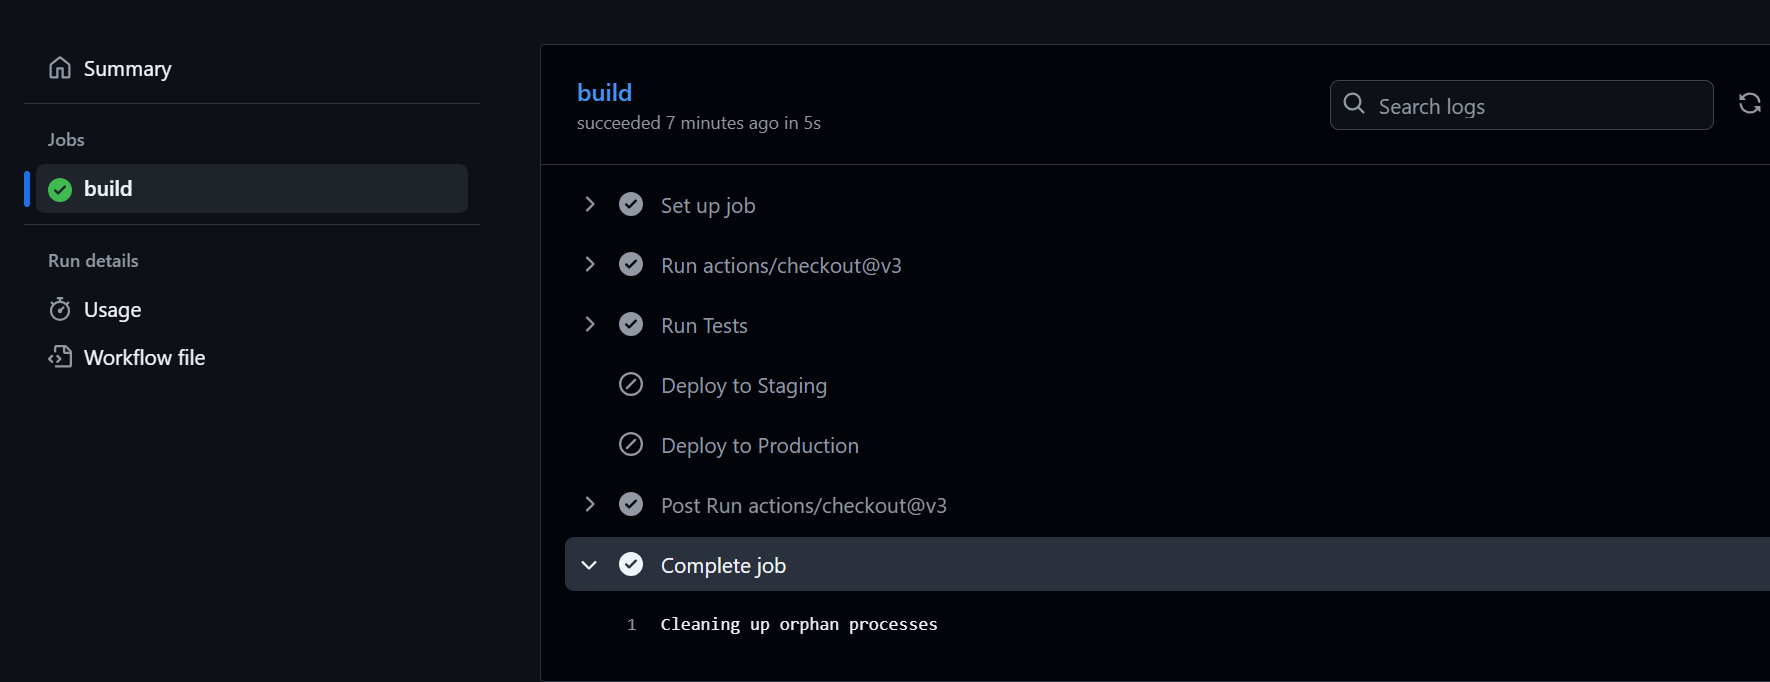 Summary
Jobs
build
Run details
Usage
Workflow file
build
succeeded 7 minutes ago in 5s
Search logs
Set up job
Run actions/checkout@v3
Run Tests
Deploy to Staging
Deploy to Production
Post Run actions/checkout@v3
Complete job
1 Cleaning up orphan processes